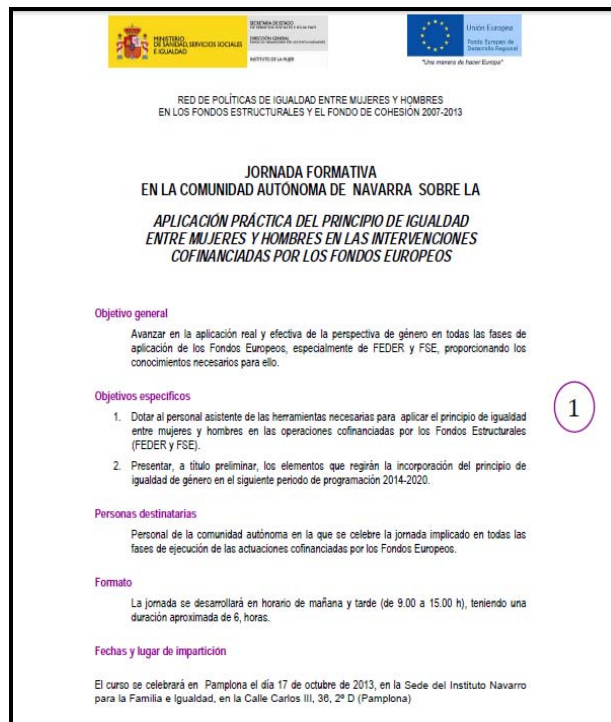 MINISTERIO
DE SANIDAD, SERVICIOS SOCIALES
E IGUALDAD
SECRETARÍA DE ESTADO
DIRECCIÓN GENERAL
INSTITUTO DE LA MUJER
Unión Europea
Fondo Europeo de
Desarrollo Regional
"Una manera de hacer Europa"
RED DE POLÍTICAS DE IGUALDAD ENTRE MUJERES Y HOMBRES
EN LOS FONDOS ESTRUCTURALES Y EL FONDO DE COHESIÓN 2007-2013
JORNADA FORMATIVA
EN LA COMUNIDAD AUTÓNOMA DE NAVARRA SOBRE LA
APLICACIÓN PRÁCTICA DEL PRINCIPIO DE IGUALDAD
ENTRE MUJERES Y HOMBRES EN LAS INTERVENCIONES
COFINANCIADAS POR LOS FONDOS EUROPEOS
Objetivo general
Avanzar en la aplicación real y efectiva de la perspectiva de género en todas las fases de
aplicación de los Fondos Europeos, especialmente de FEDER y FSE, proporcionando los
conocimientos necesarios para ello.
Objetivos específicos
1. Dotar al personal asistente de las herramientas necesarias para aplicar el principio de igualdad
entre mujeres y hombres en las operaciones cofinanciadas por los Fondos Estructurales
(FEDER y FSE).
2. Presentar, a título preliminar, los elementos que regirán la incorporación del principio de
igualdad de género en el siguiente periodo de programación 2014-2020.
1
Personas destinatarias
Personal de la comunidad autónoma en la que se celebre la jornada implicado en todas las
fases de ejecución de las actuaciones cofinanciadas por los Fondos Europeos.
Formato
La jornada se desarrollará en horario de mañana y tarde (de 9.00 a 15.00 h), teniendo una
duración aproximada de 6, horas.
Fechas y lugar de impartición
El curso se celebrará en Pamplona el día 17 de octubre de 2013, en la Sede del Instituto Navarro
para la Familia e Igualdad, en la Calle Carlos III, 36, 2º D (Pamplona)